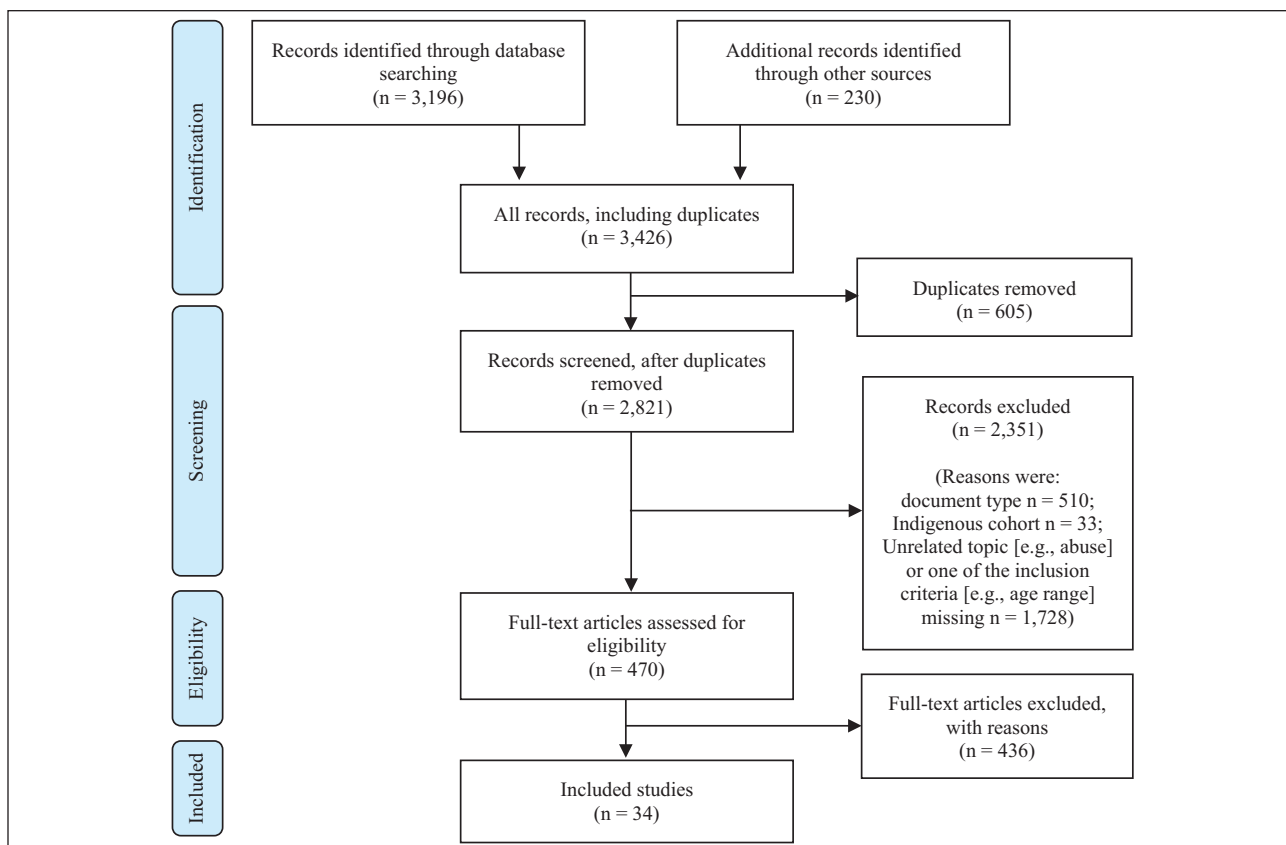 Identification
Records identified through database
searching
(n = 3,196)
Additional records identified
through other sources
(n = 230)
All records, including duplicates
(n = 3,426)
Duplicates removed
(n = 605)
Screening
Records screened, after duplicates
removed
(n = 2,821)
Records excluded
(n = 2,351)
(Reasons were:
document type n = 510;
Indigenous cohort n = 33;
Unrelated topic [e.g., abuse]
or one of the inclusion
criteria [e.g., age range]
missing n = 1,728)
Eligibility
Full-text articles assessed for
eligibility
(n = 470)
Full-text articles excluded,
with reasons
(n = 436)
Included
Included studies
(n = 34)